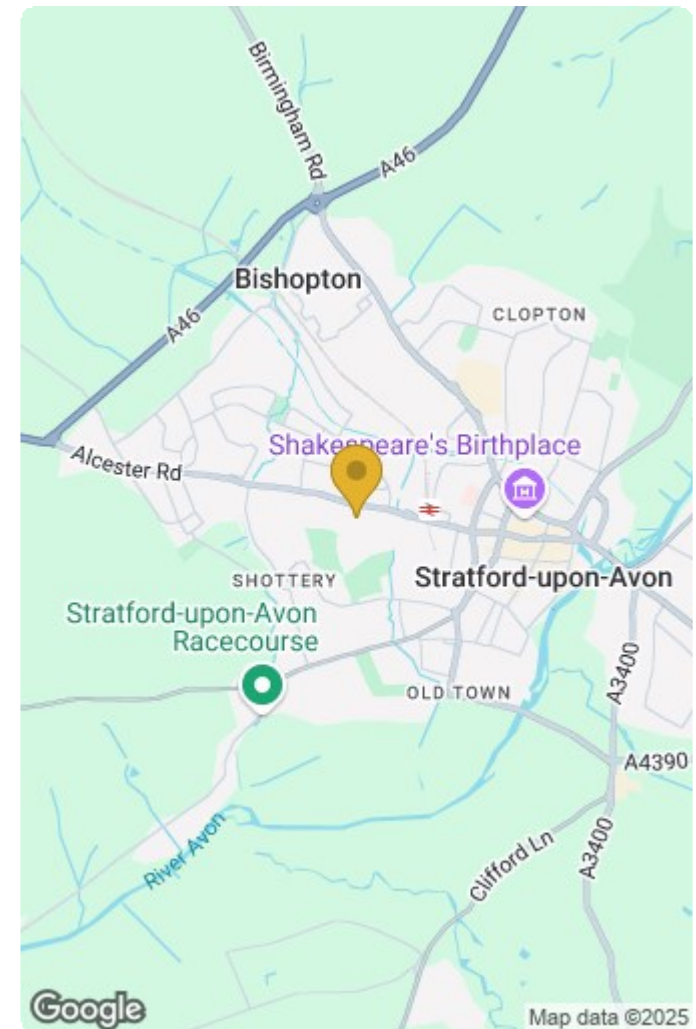 Birmingham Rd
A46
Bishopton
CLOPTON
A46
Shakespeare's Birthplace
Alcester Rd
SHOTTERY
Stratford-upon-Avon
Stratford-upon-Avon
Racecourse
OLD TOWN
A3400
A4390
River Avon
Clifford Ln
A3400
Google
Map data ©2025